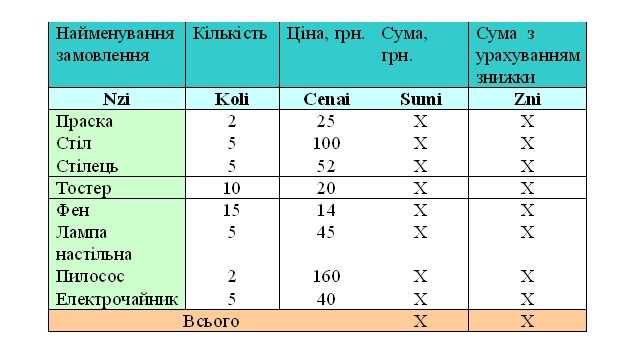 Найменування замовлення Кількість Ціна, грн. Сума, грн. Сума з урахуванням знижки
Nzi Koli Cenai Sumi Zni
Праска 2 25 X X
Стіл 5 100 X X
Стілець 5 52 X X
Тостер 10 20 X X
Фен 15 14 X X
Лампа настільна 5 45 X X
Пилосос 2 160 X X
Електрочайник 5 40 X X
Всього X X